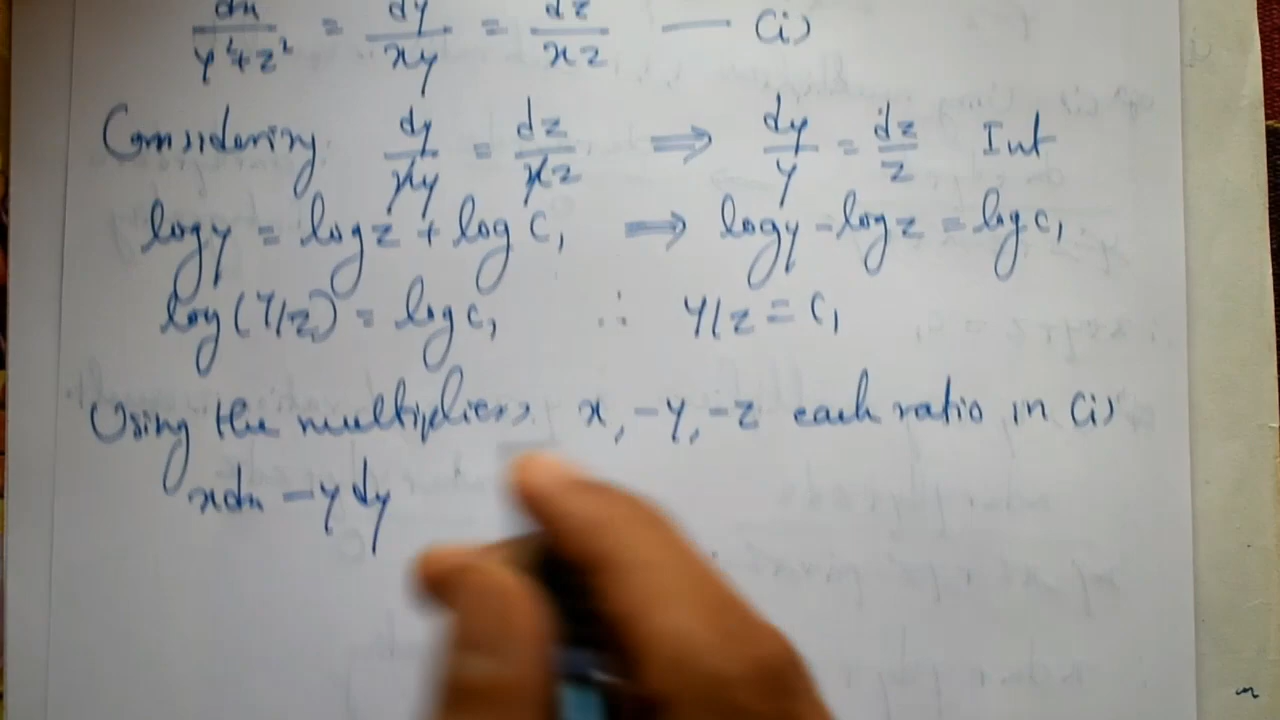 dx/(y²+z²) = dy/xy = dz/xz — (i)
Considering dy/xy = dz/xz ⟹ dy/y = dz/z Int
log y = log z + log C₁ ⟹ log y - log z = log c₁
log(y/z) = log c₁ ∴ y/z = c₁
Using the multipliers x, -y, -z each ratio in (i)
xdx - y dy